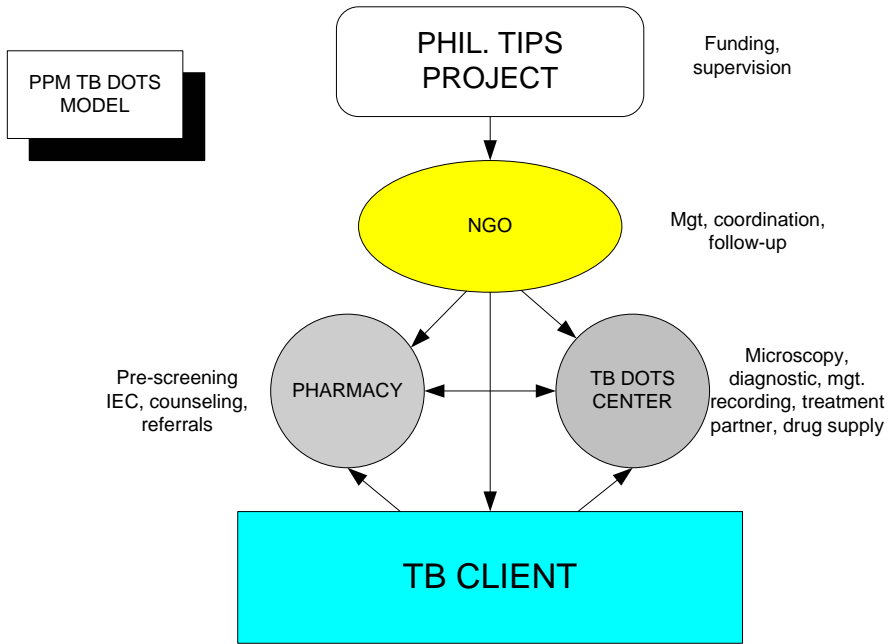 PPM TB DOTS
MODEL
PHIL. TIPS
PROJECT
Funding,
supervision
NGO
Mgt, coordination,
follow-up
Pre-screening
IEC, counseling,
referrals
PHARMACY
TB DOTS
CENTER
Microscopy,
diagnostic, mgt.
recording, treatment
partner, drug supply
TB CLIENT